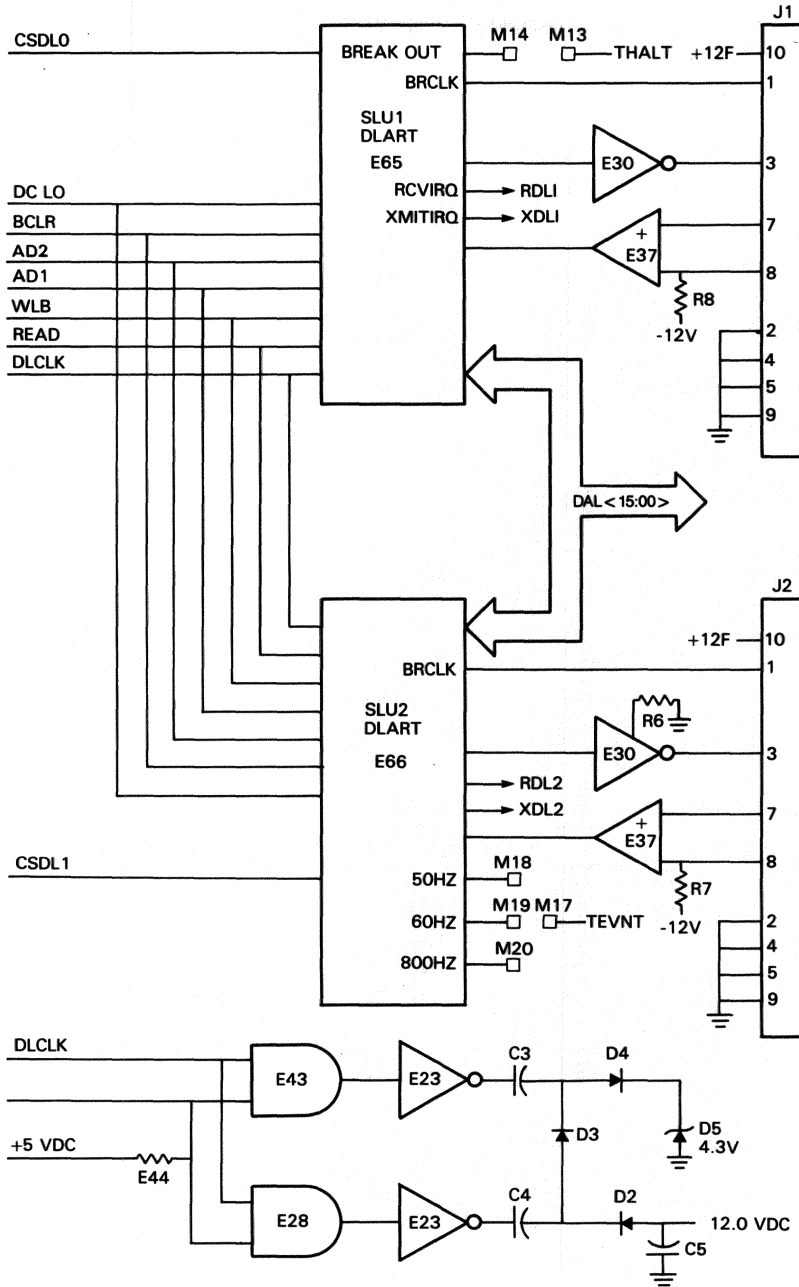 J1
CSDL0
BREAK OUT
M14
M13
THALT
+12F
10
BRCLK
1
SLU1
DLART
E65
E30
3
DC LO
RCVIRQ
RDLI
BCLR
XMITIRQ
XDLI
+
E37
7
AD2
AD1
8
R8
WLB
-12V
READ
2
DLCLK
4
5
9
DAL<15:00>
J2
+12F
10
BRCLK
1
SLU2
DLART
E66
R6
E30
3
RDL2
XDL2
+
E37
7
CSDL1
8
50HZ
M18
R7
60HZ
M19
M17
TEVNT
-12V
2
800HZ
M20
4
5
9
DLCLK
E43
E23
C3
D4
+5 VDC
E44
D3
D5
4.3V
E28
E23
C4
D2
12.0 VDC
C5